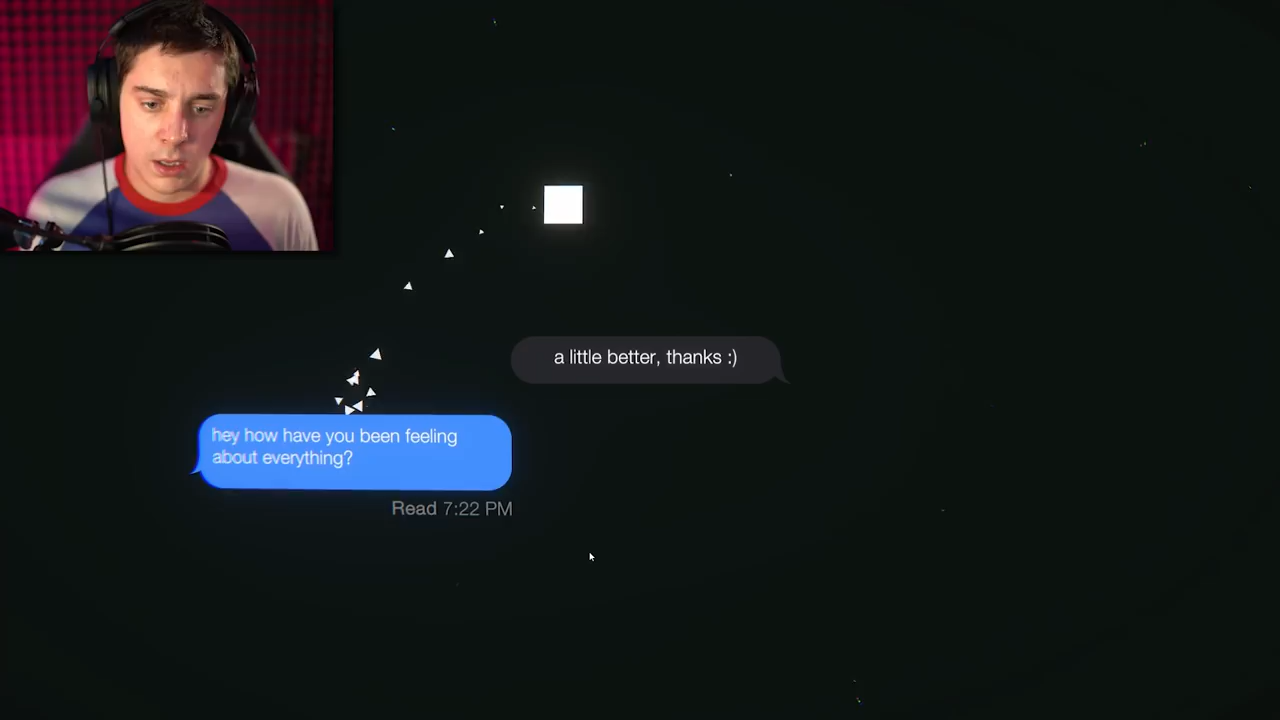 a little better, thanks :)
hey how have you been feeling
about everything?
Read 7:22 PM